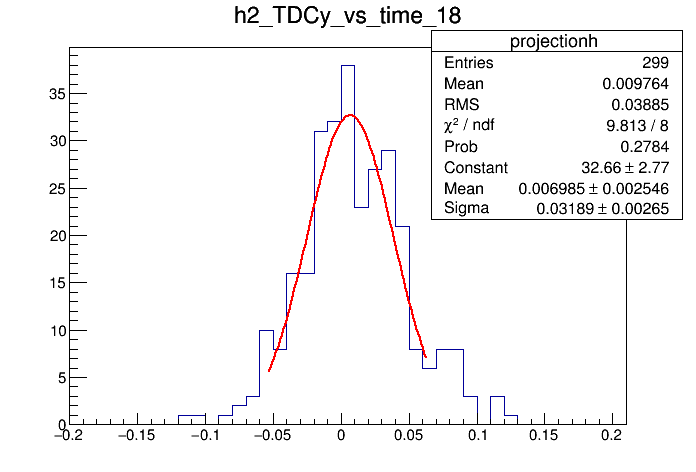 h2_TDCy_vs_time_18
projectionh
Entries 299
Mean 0.009764
RMS 0.03885
χ² / ndf 9.813 / 8
Prob 0.2784
Constant 32.66 ± 2.77
Mean 0.006985 ± 0.002546
Sigma 0.03189 ± 0.00265
35
30
25
20
15
10
5
0
−0.2 −0.15 −0.1 −0.05 0 0.05 0.1 0.15 0.2